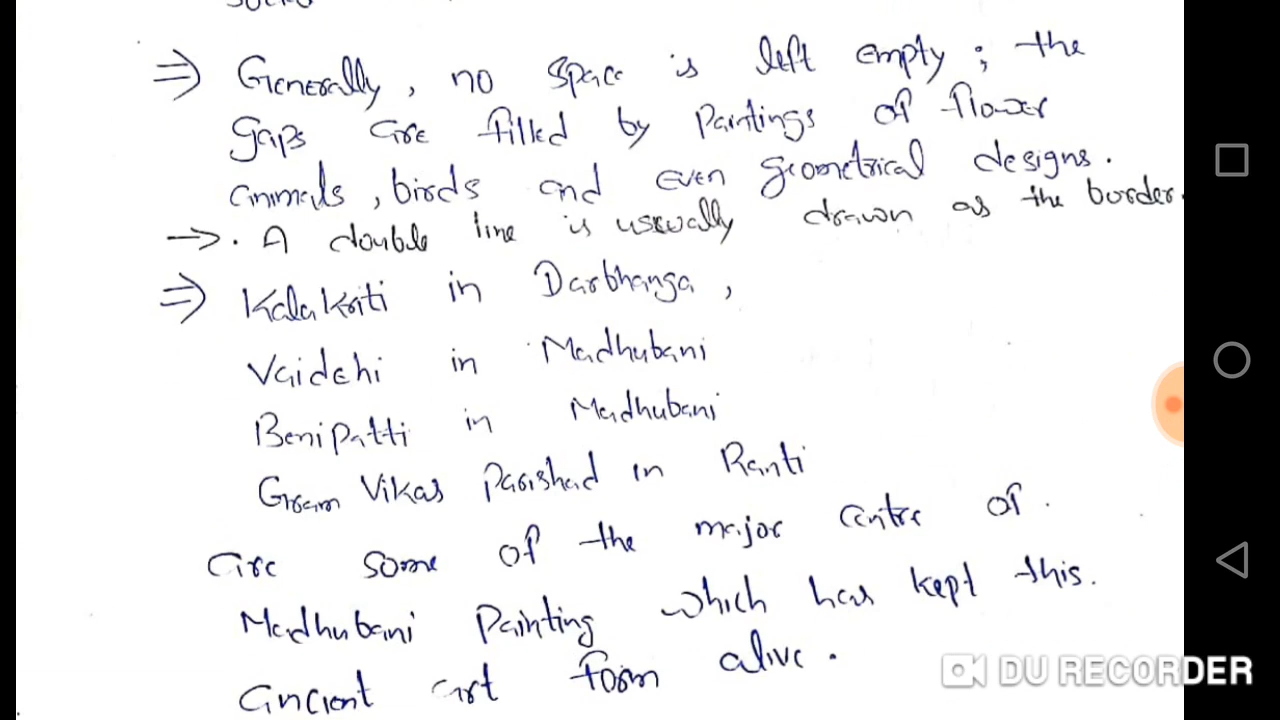 ⇒ Generally, no space is left empty; the
gaps are filled by Paintings of flower
animals, birds and even geometrical designs.
→. A double line is usually drawn as the border.
⇒ Kalakriti in Darbhanga,
Vaidehi in Madhubani
Benipatti in Madhubani
Gram Vikas Parishad in Ranti
are some of the major centre of.
Madhubani Painting which has kept this.
ancient art form alive.
DU RECORDER